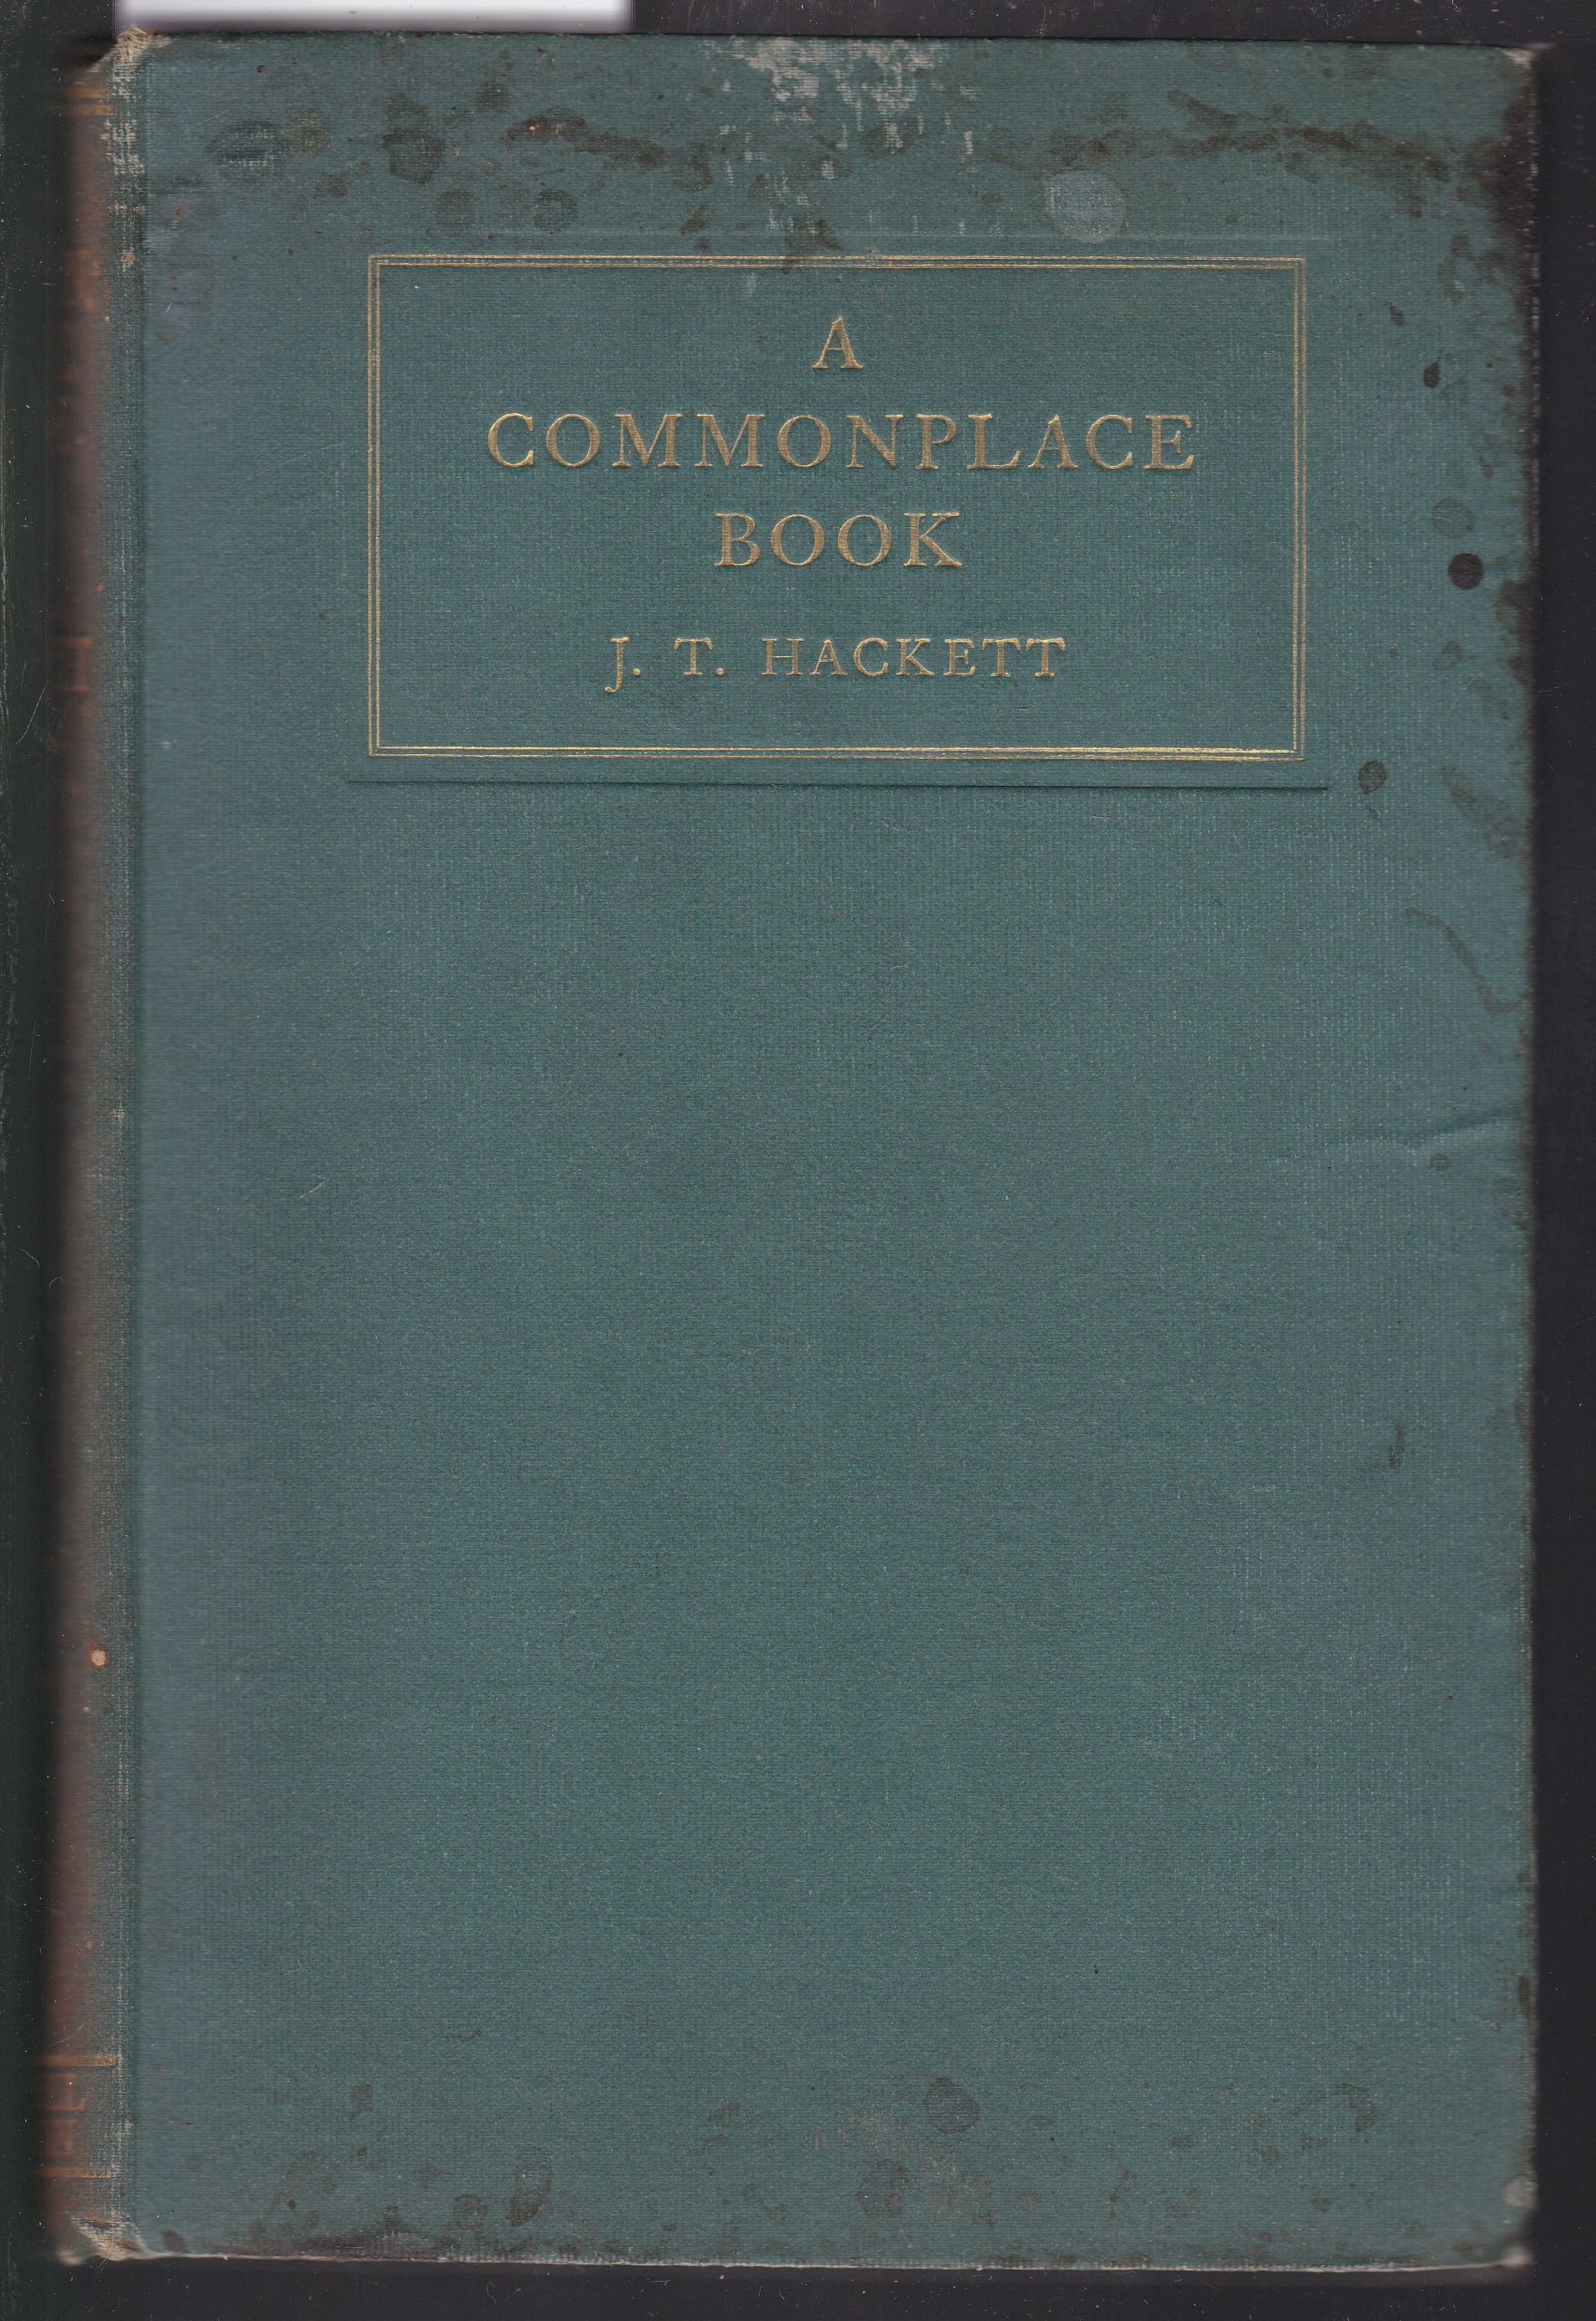 A
COMMONPLACE
BOOK
J. T. HACKETT